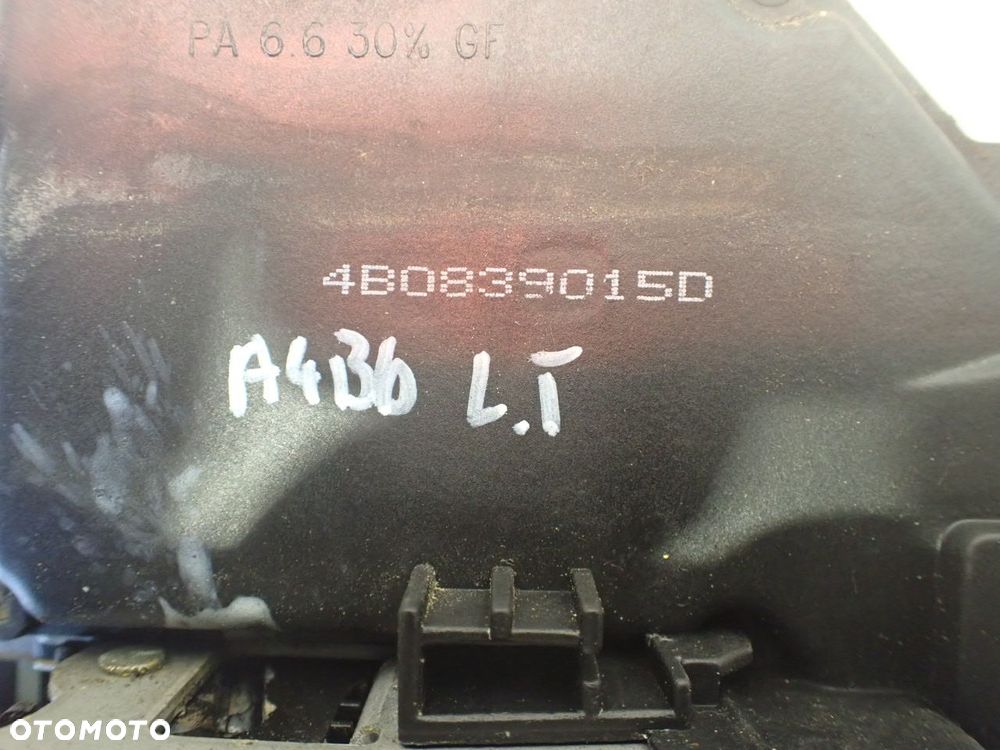 PA 6.6 30% GF
4B0839015D
A4B6 L.T
OTOMOTO